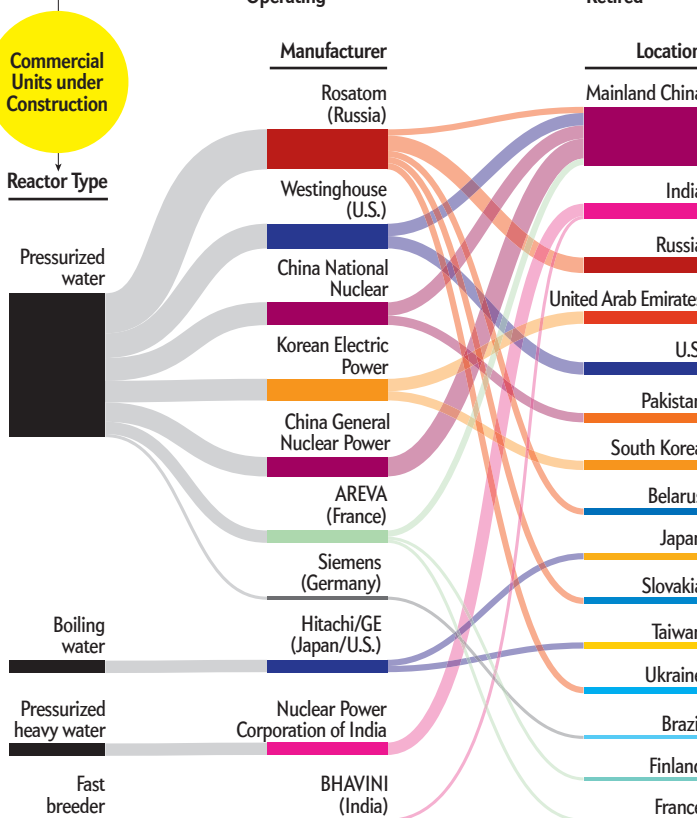 Operating
Retired
Commercial
Units under
Construction
Reactor Type
Pressurized
water
Boiling
water
Pressurized
heavy water
Fast
breeder
Manufacturer
Rosatom
(Russia)
Westinghouse
(U.S.)
China National
Nuclear
Korean Electric
Power
China General
Nuclear Power
AREVA
(France)
Siemens
(Germany)
Hitachi/GE
(Japan/U.S.)
Nuclear Power
Corporation of India
BHAVINI
(India)
Location
Mainland China
India
Russia
United Arab Emirates
U.S.
Pakistan
South Korea
Belarus
Japan
Slovakia
Taiwan
Ukraine
Brazil
Finland
France